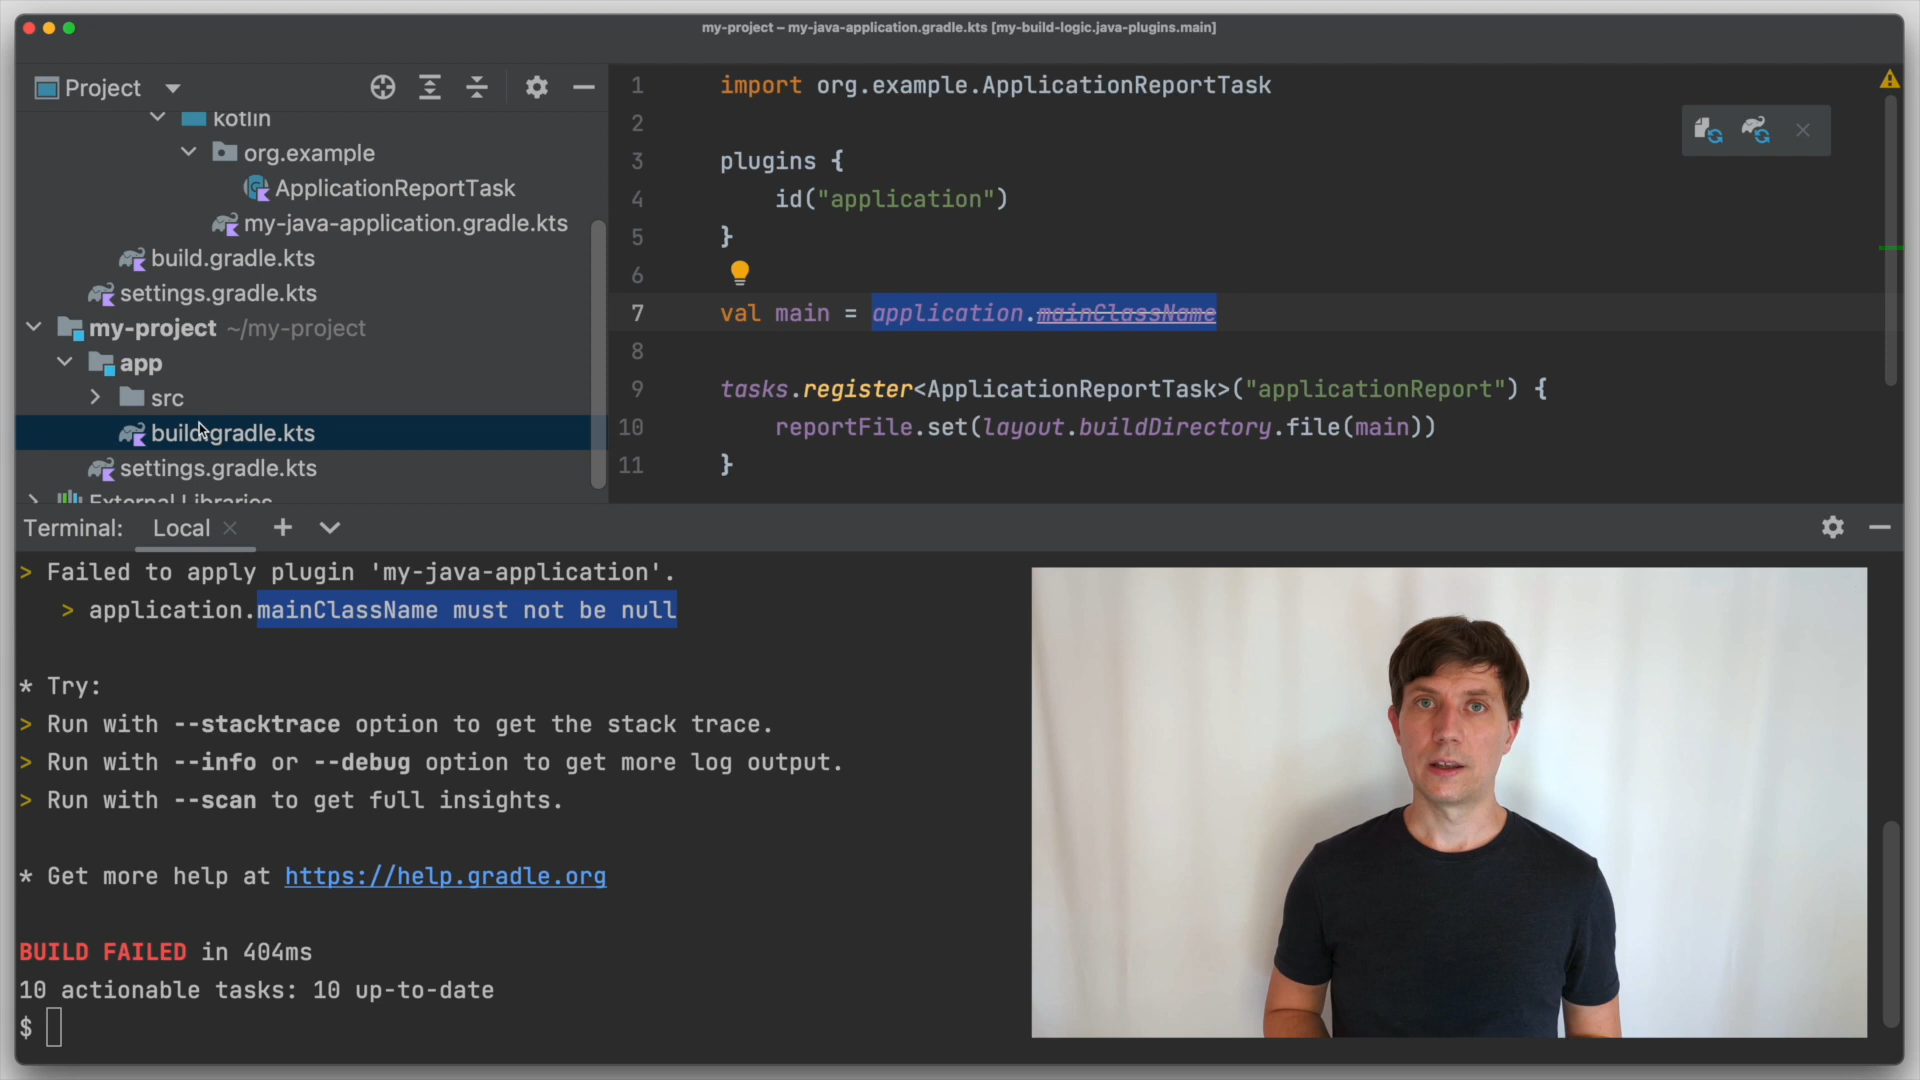 my-project – my-java-application.gradle.kts [my-build-logic.java-plugins.main]
Project
kotlin
org.example
ApplicationReportTask
my-java-application.gradle.kts
build.gradle.kts
settings.gradle.kts
my-project ~/my-project
app
src
build.gradle.kts
settings.gradle.kts
External Libraries
1 import org.example.ApplicationReportTask
2
3 plugins {
4 id("application")
5 }
6
7 val main = application.mainClassName
8
9 tasks.register<ApplicationReportTask>("applicationReport") {
10 reportFile.set(layout.buildDirectory.file(main))
11 }
Terminal: Local
> Failed to apply plugin 'my-java-application'.
> application.mainClassName must not be null
* Try:
> Run with --stacktrace option to get the stack trace.
> Run with --info or --debug option to get more log output.
> Run with --scan to get full insights.
* Get more help at https://help.gradle.org
BUILD FAILED in 404ms
10 actionable tasks: 10 up-to-date
$